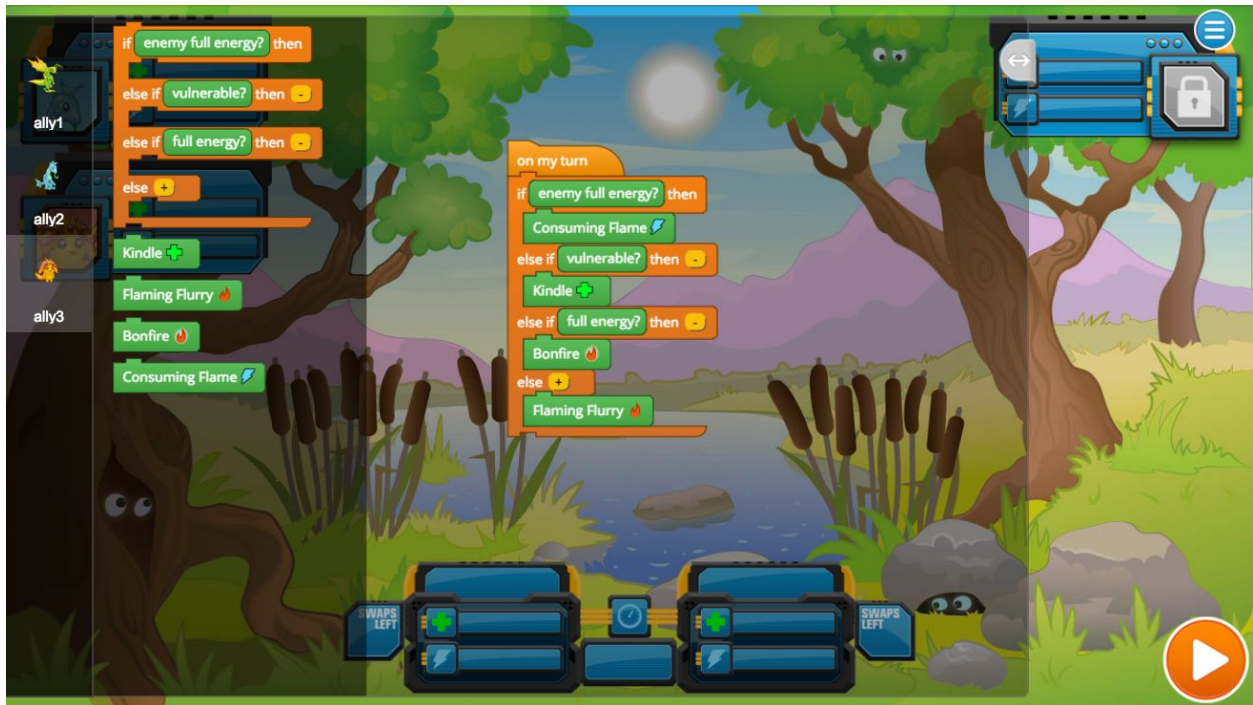 ally1
ally2
ally3
if enemy full energy? then
else if vulnerable? then -
else if full energy? then -
else +
Kindle
Flaming Flurry
Bonfire
Consuming Flame
on my turn
if enemy full energy? then
Consuming Flame
else if vulnerable? then -
Kindle
else if full energy? then -
Bonfire
else +
Flaming Flurry
SWAPS
LEFT
SWAPS
LEFT